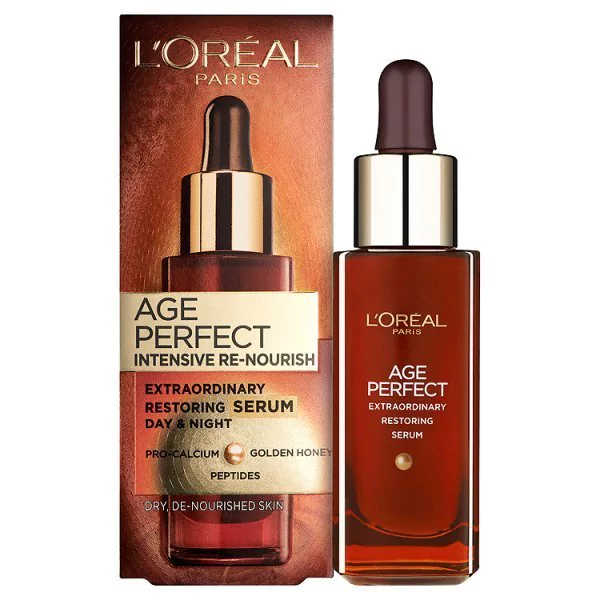 L'ORÉAL
PARIS
AGE
PERFECT
INTENSIVE RE-NOURISH
EXTRAORDINARY
RESTORING SERUM
DAY & NIGHT
PRO-CALCIUM GOLDEN HONEY
PEPTIDES
DRY, DE-NOURISHED SKIN
L'ORÉAL
PARIS
AGE
PERFECT
EXTRAORDINARY
RESTORING
SERUM